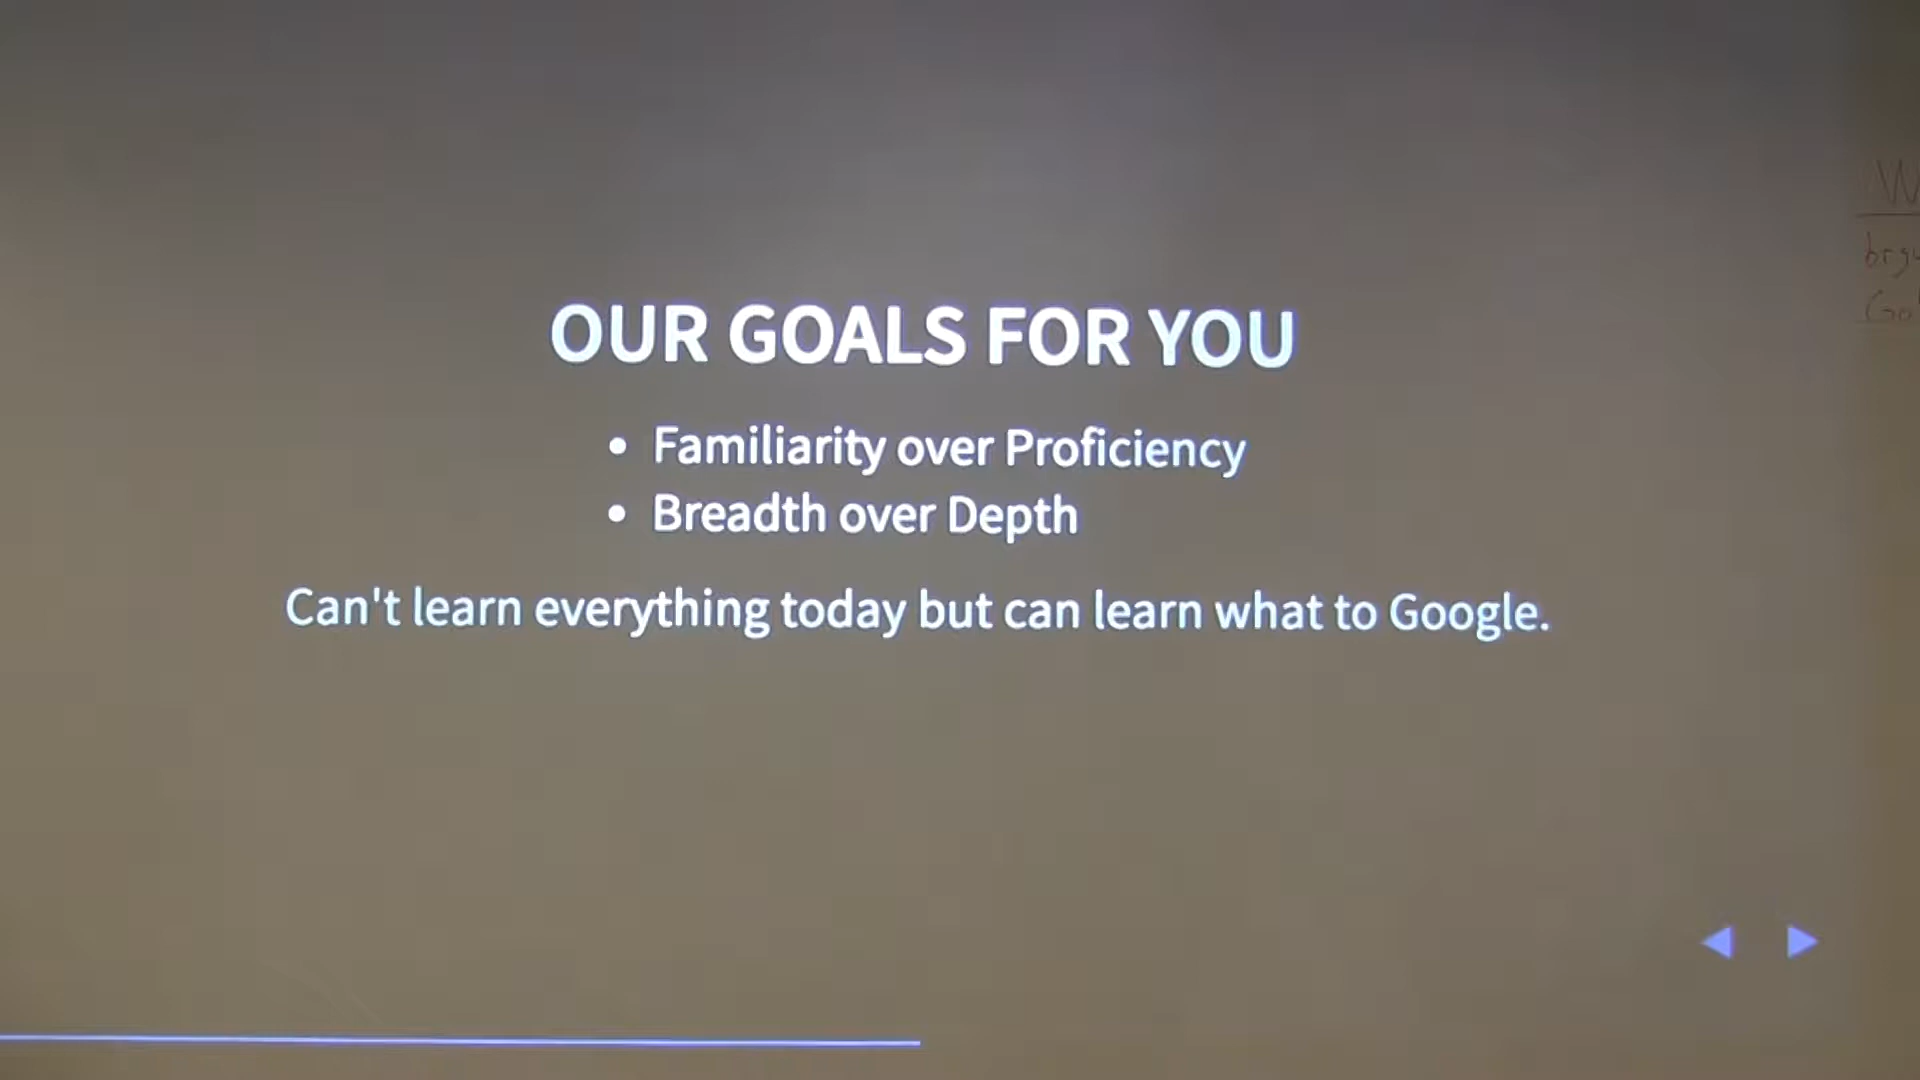 OUR GOALS FOR YOU
• Familiarity over Proficiency
• Breadth over Depth
Can't learn everything today but can learn what to Google.